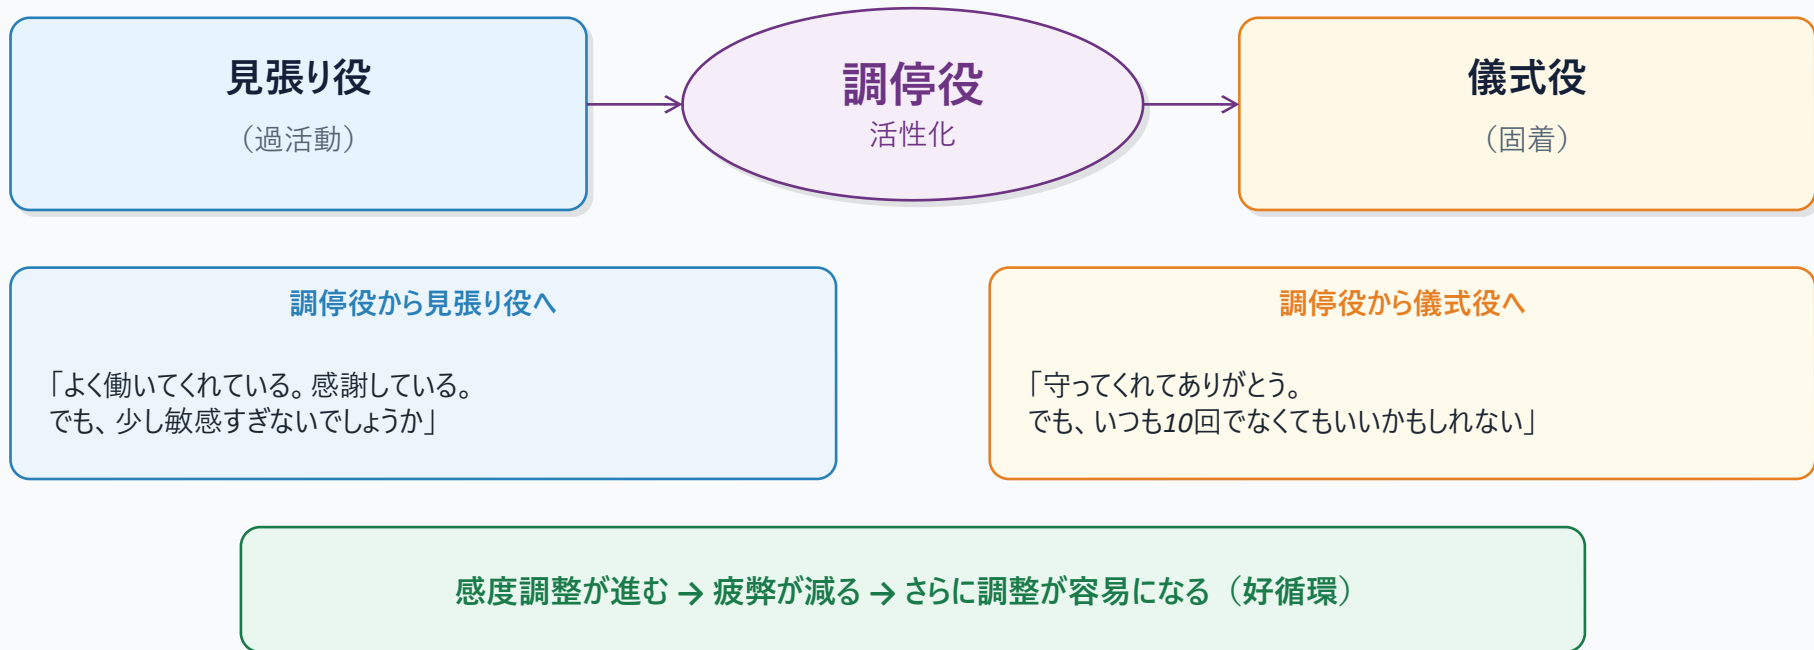 見張り役
（過活動）
調停役
活性化
儀式役
（固着）
調停役から見張り役へ
「よく働いてくれている。感謝している。
でも、少し敏感すぎないでしょうか」
調停役から儀式役へ
「守ってくれてありがとう。
でも、いつも10回でなくてもいいかもしれない」
感度調整が進む → 疲弊が減る → さらに調整が容易になる（好循環）